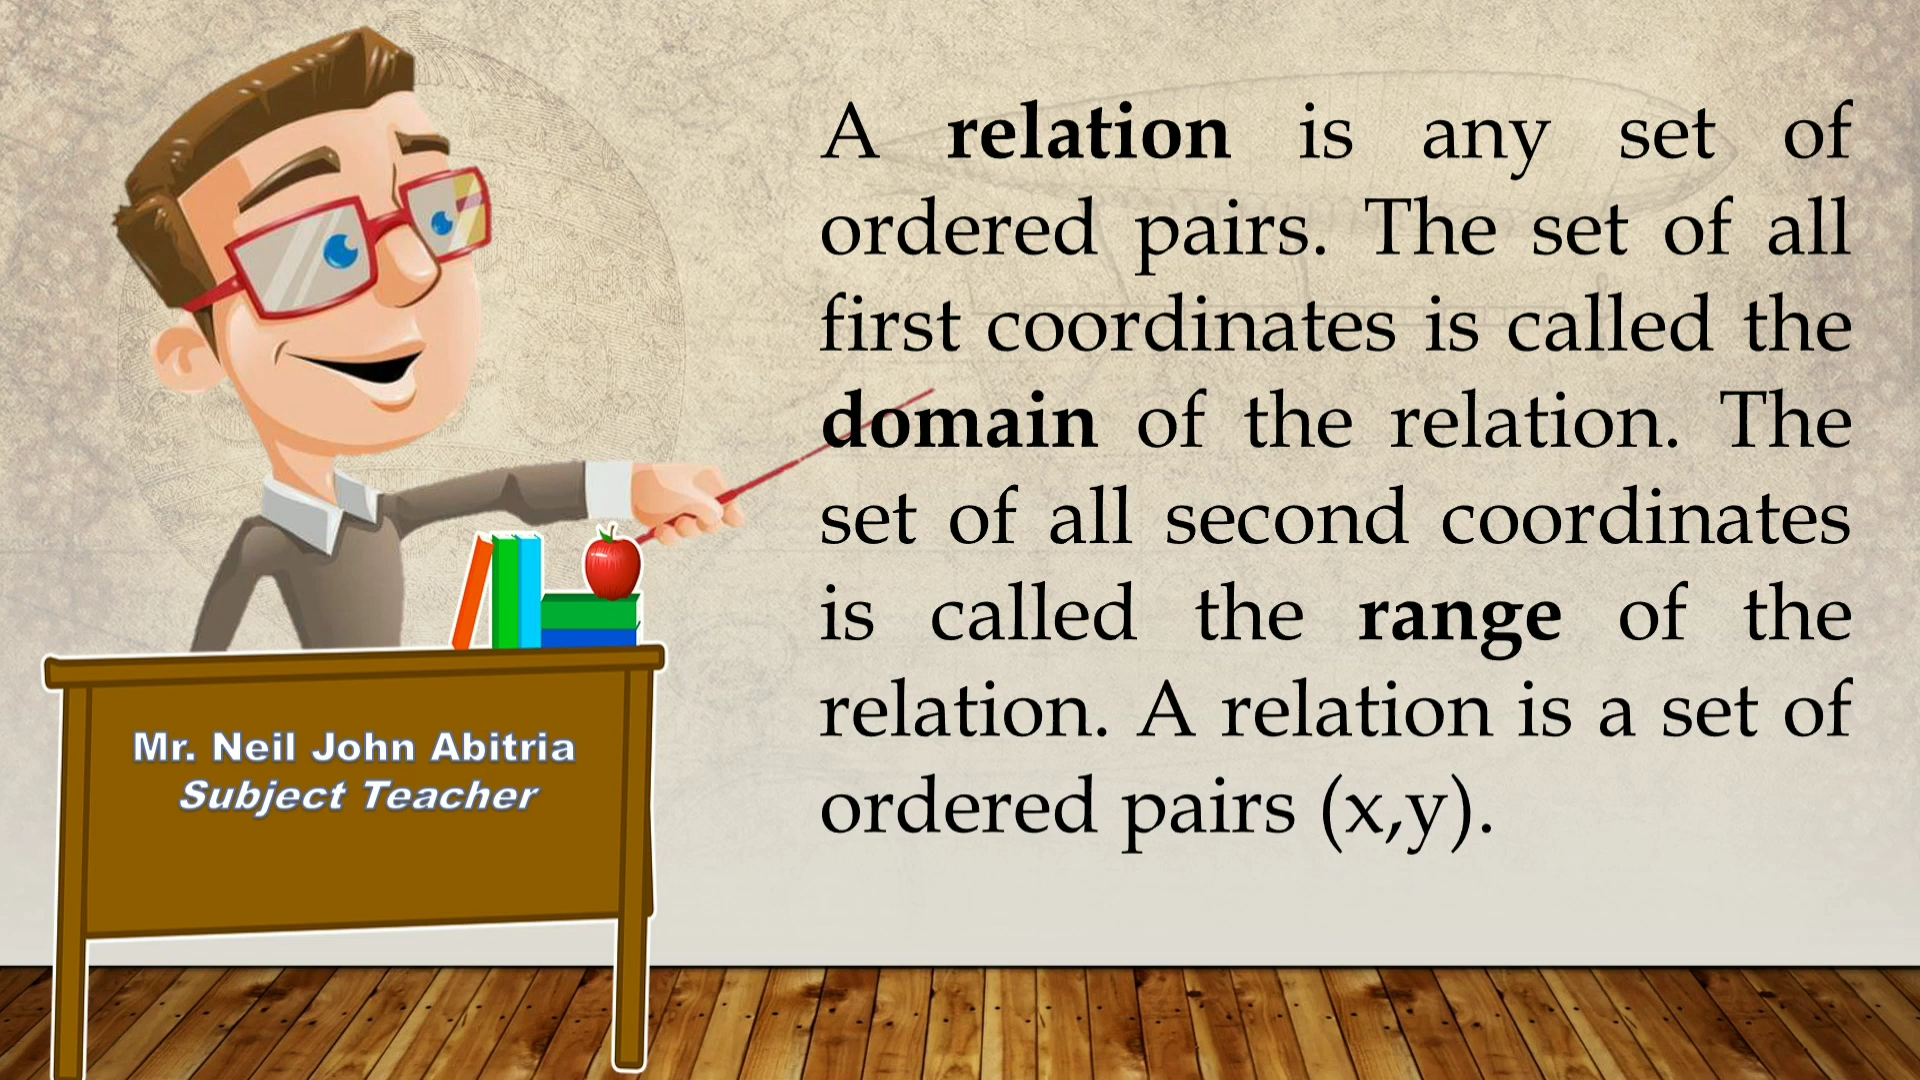 A relation is any set of
ordered pairs. The set of all
first coordinates is called the
domain of the relation. The
set of all second coordinates
is called the range of the
relation. A relation is a set of
ordered pairs (x,y).
Mr. Neil John Abitria
Subject Teacher